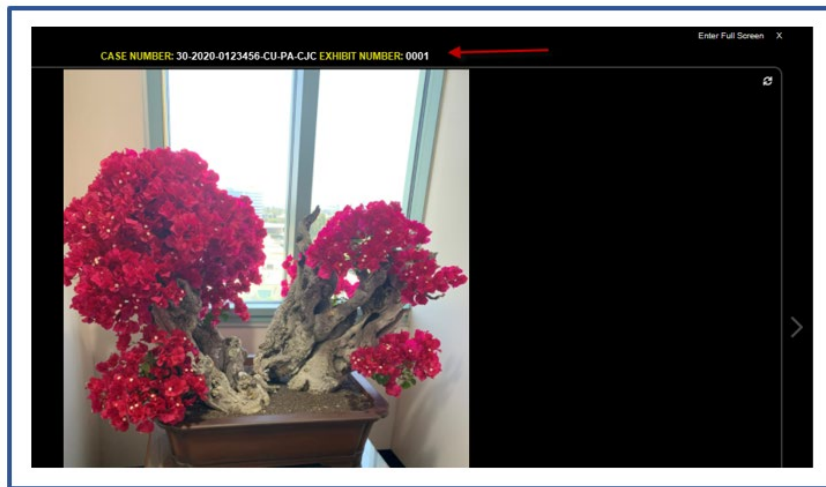 Enter Full Screen X
CASE NUMBER: 30-2020-0123456-CU-PA-CJC EXHIBIT NUMBER: 0001